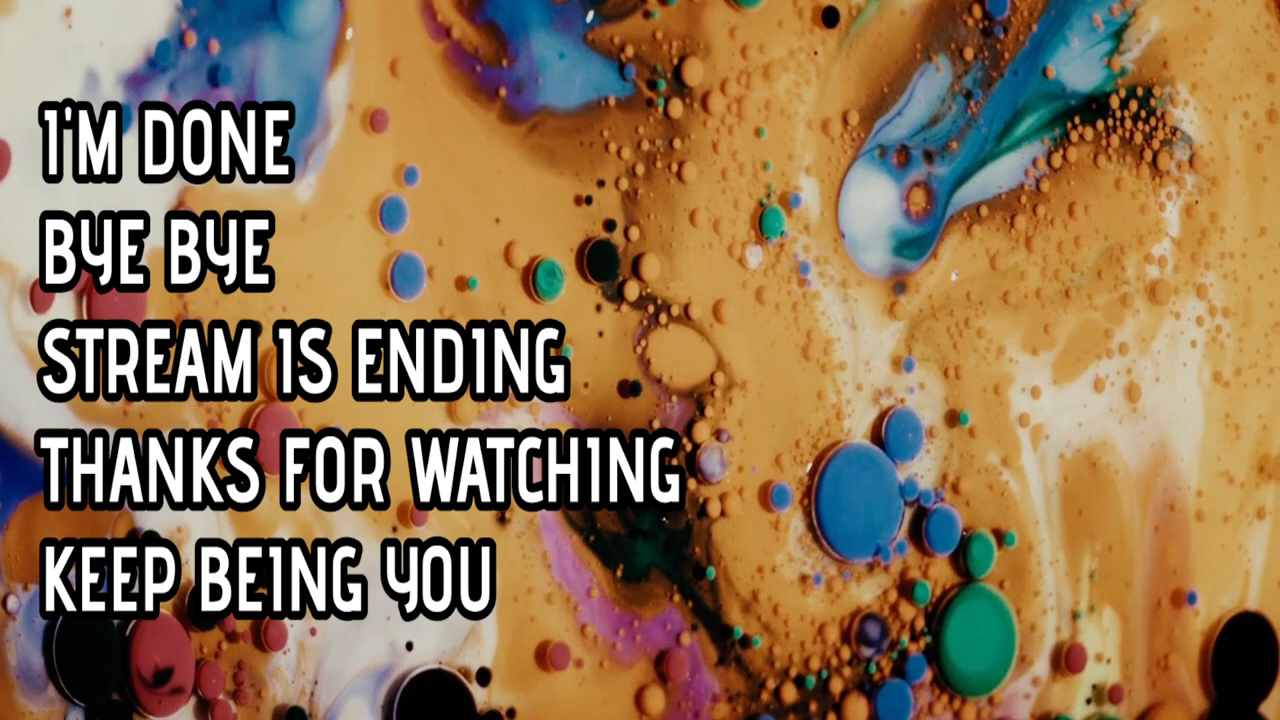 I'M DONE
BYE BYE
STREAM IS ENDING
THANKS FOR WATCHING
KEEP BEING YOU